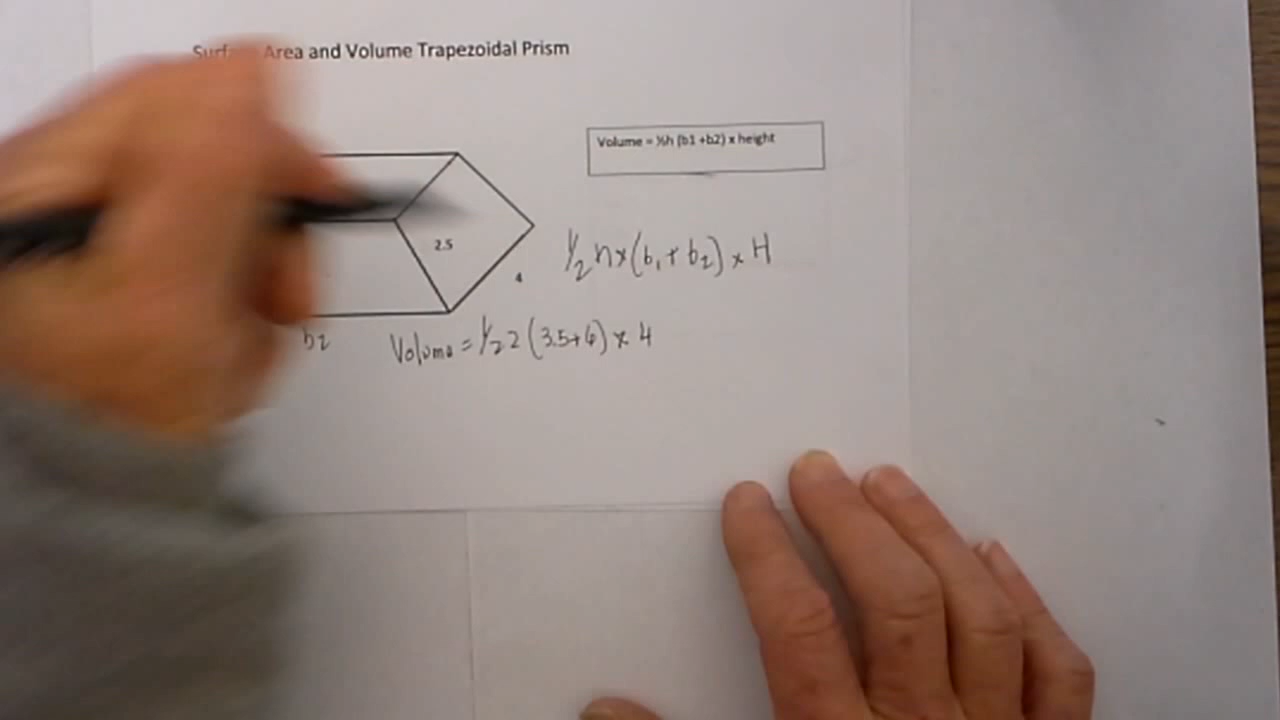 Area and Volume Trapezoidal Prism
Volume = ½h (b1 +b2) x height
2.5
4
1/2 h x (b1 + b2) x H
b2
Volume = 1/2 2 (3.5+6) x 4